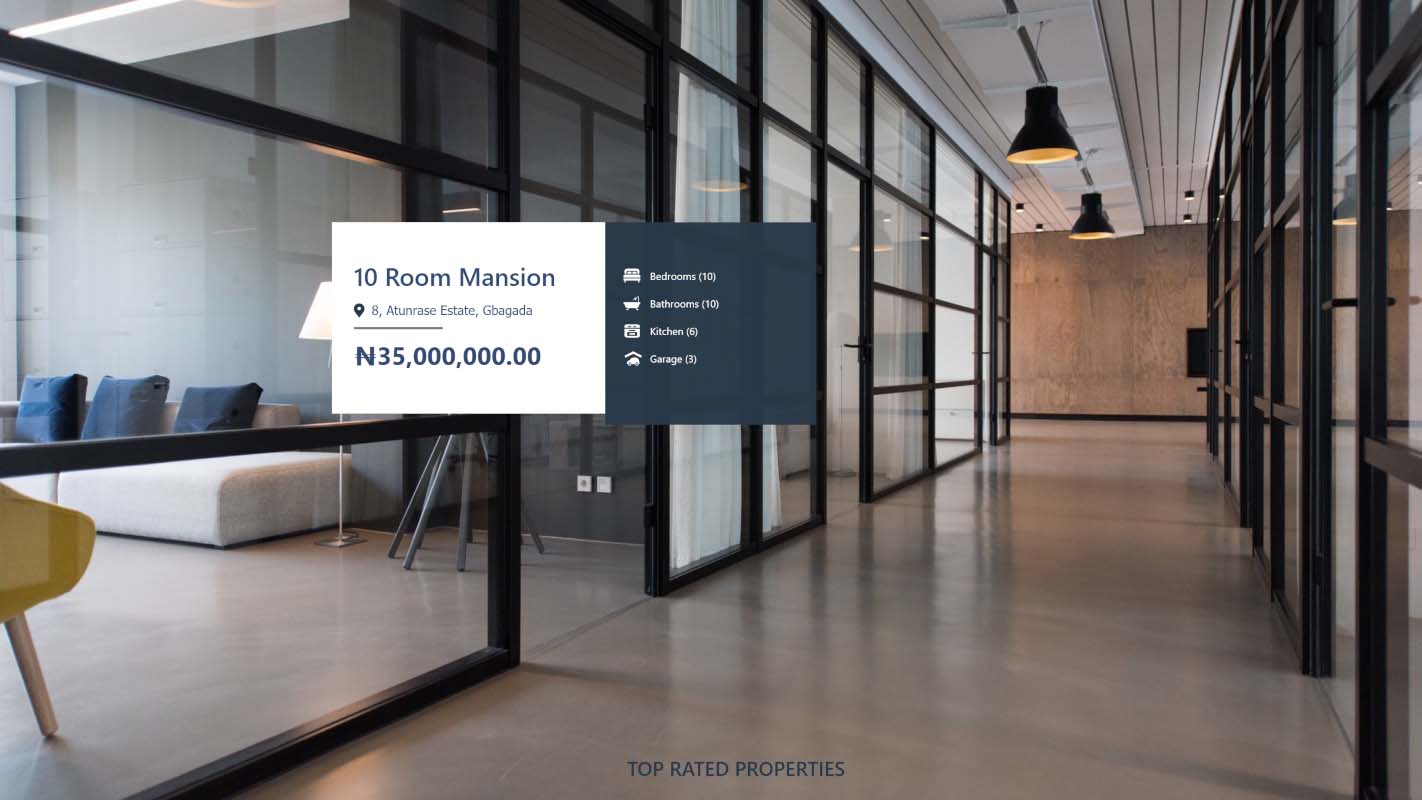 10 Room Mansion
8, Atunrase Estate, Gbagada
₦35,000,000.00
Bedrooms (10)
Bathrooms (10)
Kitchen (6)
Garage (3)
TOP RATED PROPERTIES